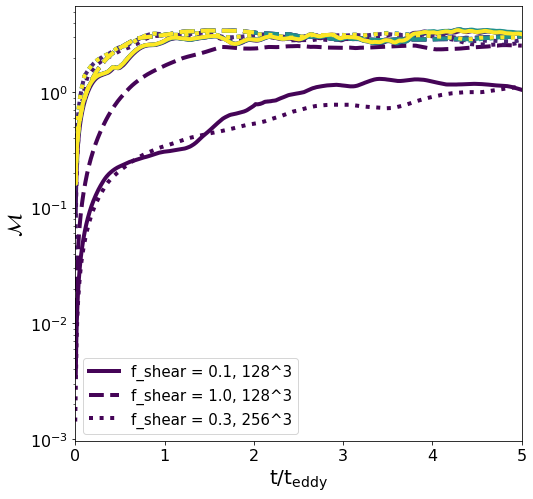 10^0
10^{-1}
10^{-2}
10^{-3}
ℳ
f_shear = 0.1, 128^3
f_shear = 1.0, 128^3
f_shear = 0.3, 256^3
0 1 2 3 4 5
t/t_eddy